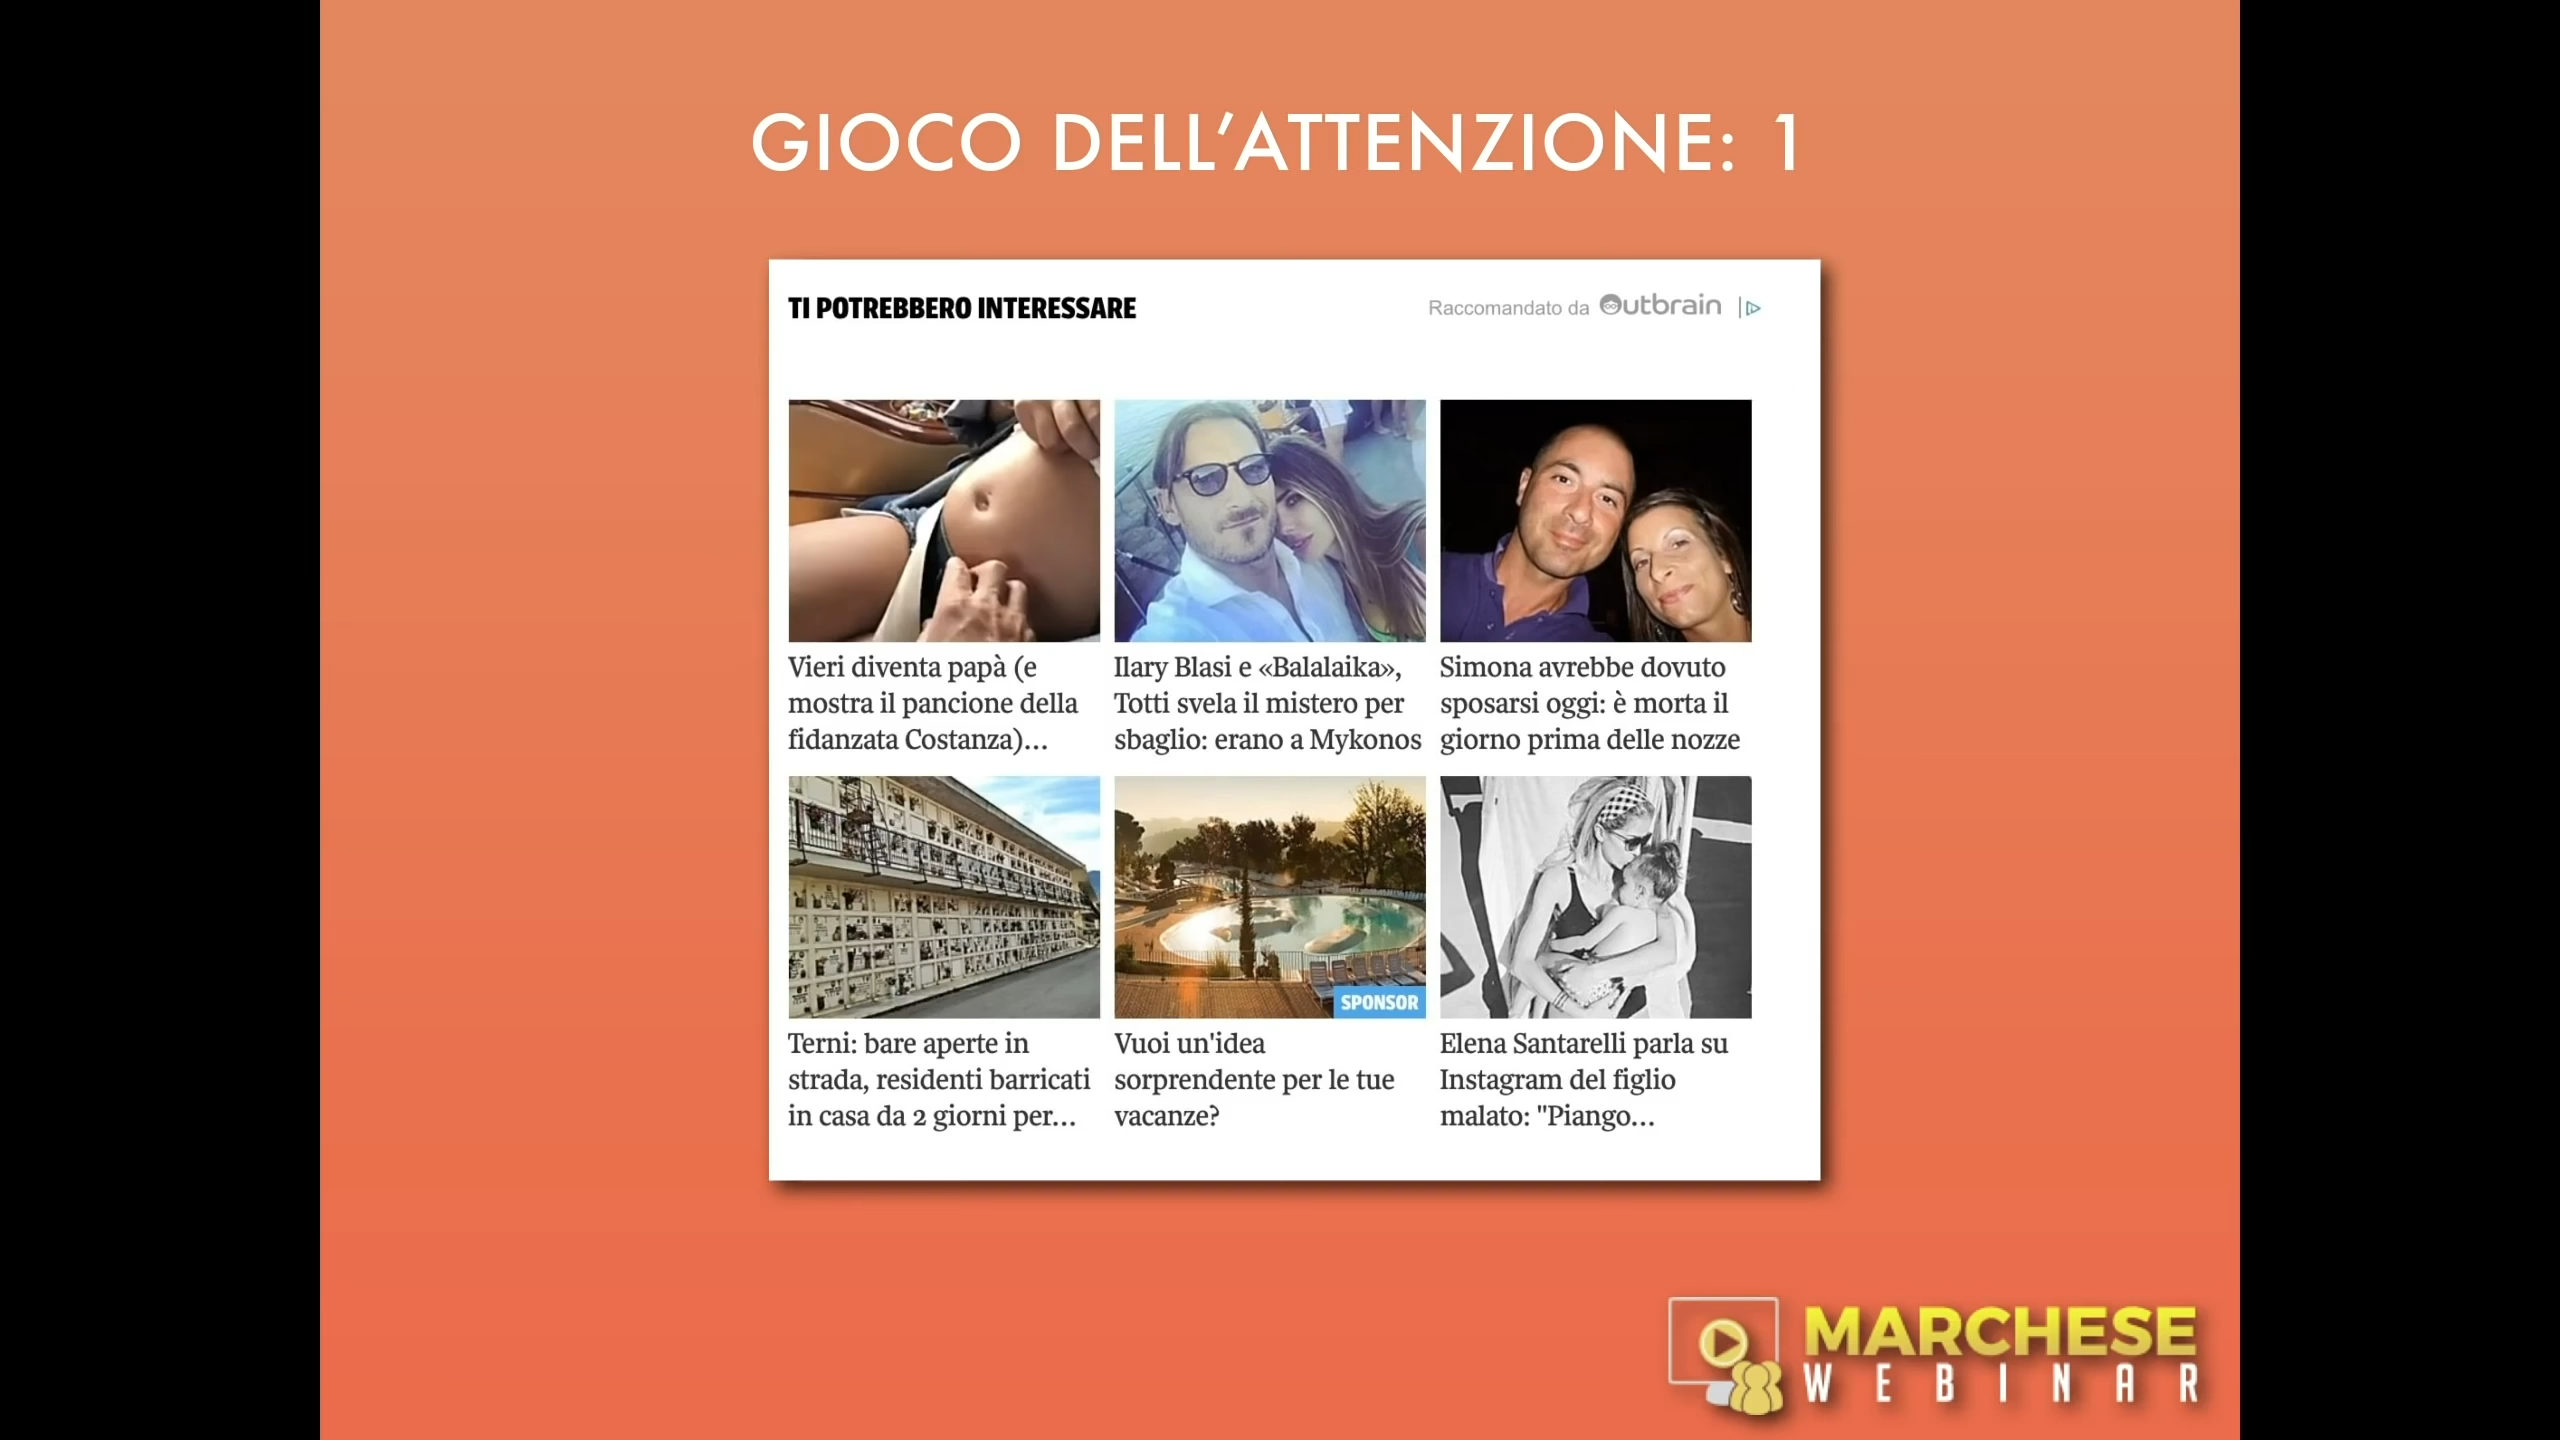 GIOCO DELL’ATTENZIONE: 1
TI POTREBBERO INTERESSARE
Raccomandato da Outbrain
Vieri diventa papà (e
mostra il pancione della
fidanzata Costanza)...
Ilary Blasi e «Balalaika»,
Totti svela il mistero per
sbaglio: erano a Mykonos
Simona avrebbe dovuto
sposarsi oggi: è morta il
giorno prima delle nozze
Terni: bare aperte in
strada, residenti barricati
in casa da 2 giorni per...
SPONSOR
Vuoi un'idea
sorprendente per le tue
vacanze?
Elena Santarelli parla su
Instagram del figlio
malato: "Piango...
MARCHESE
WEBINAR